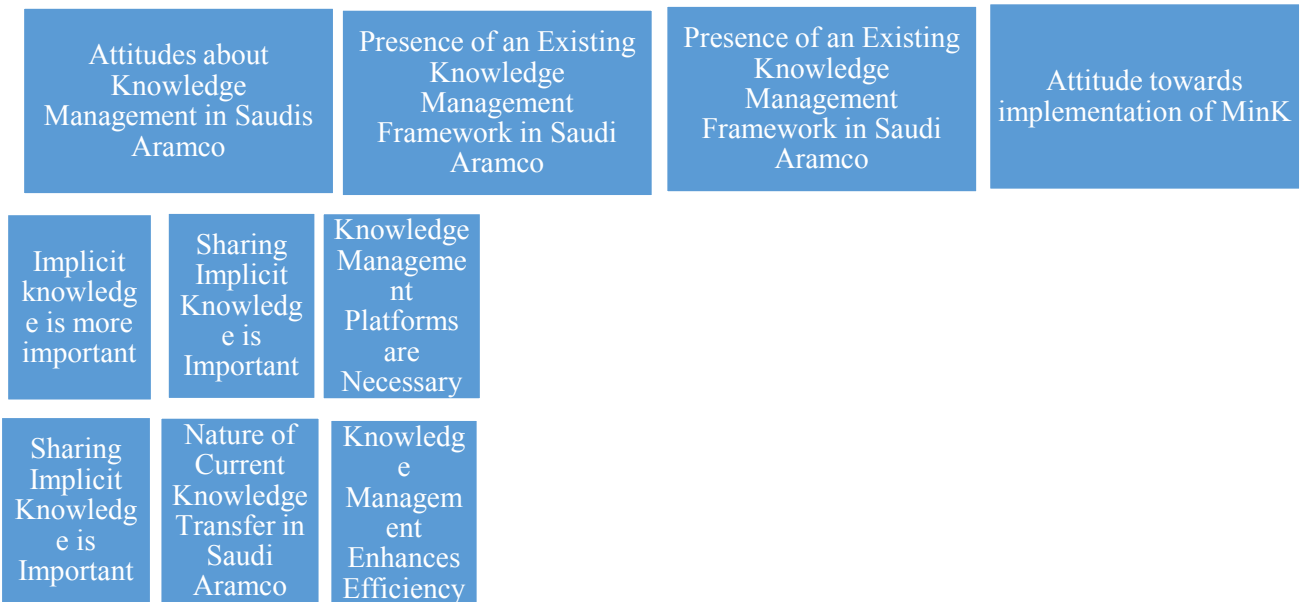 Attitudes about
Knowledge
Management in Saudis
Aramco
Presence of an Existing
Knowledge
Management
Framework in Saudi
Aramco
Presence of an Existing
Knowledge
Management
Framework in Saudi
Aramco
Attitude towards
implementation of MinK
Implicit
knowledg
e is more
important
Sharing
Implicit
Knowledg
e is
Important
Knowledge
Manageme
nt
Platforms
are
Necessary
Sharing
Implicit
Knowledg
e is
Important
Nature of
Current
Knowledge
Transfer in
Saudi
Aramco
Knowledg
e
Managem
ent
Enhances
Efficiency